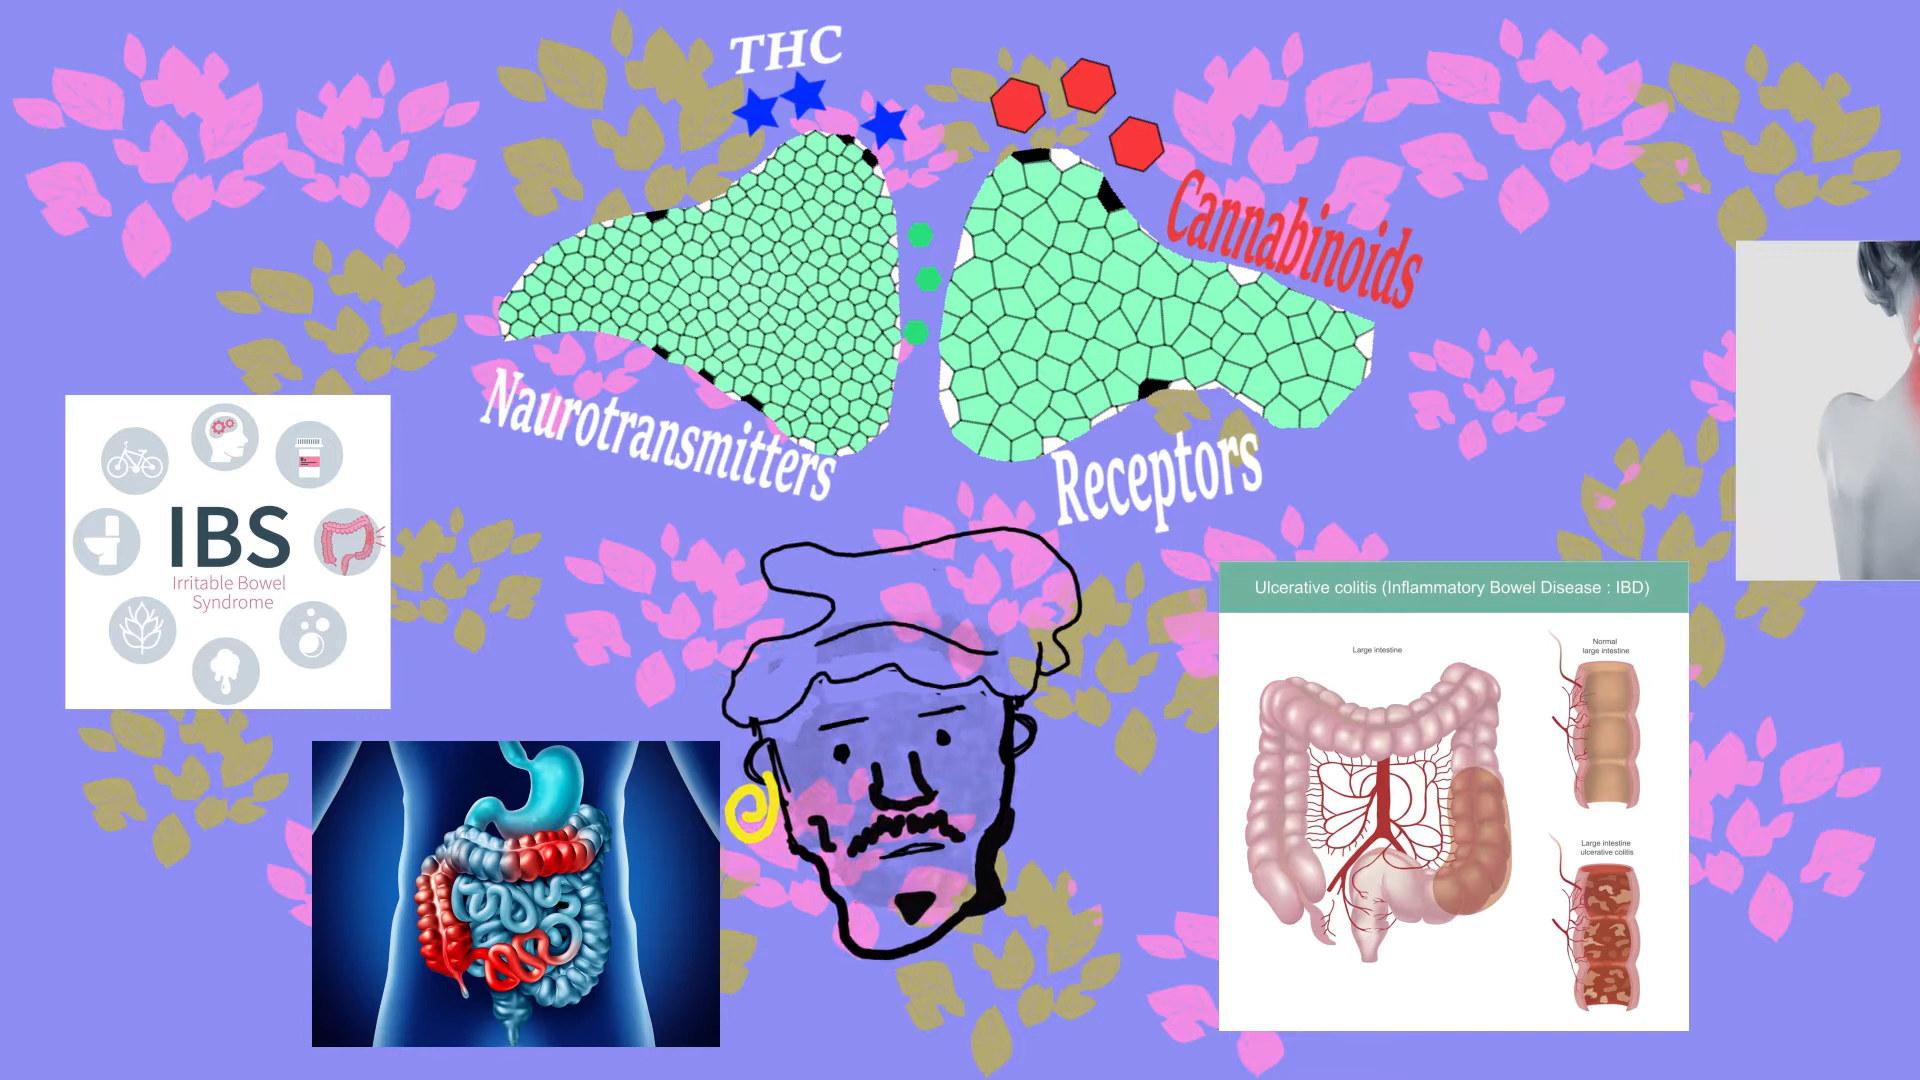 THC
Cannabinoids
Naurotransmitters
Receptors
IBS
Irritable Bowel
Syndrome
Ulcerative colitis (Inflammatory Bowel Disease : IBD)
Large intestine
Normal
large intestine
Large intestine
ulcerative colitis